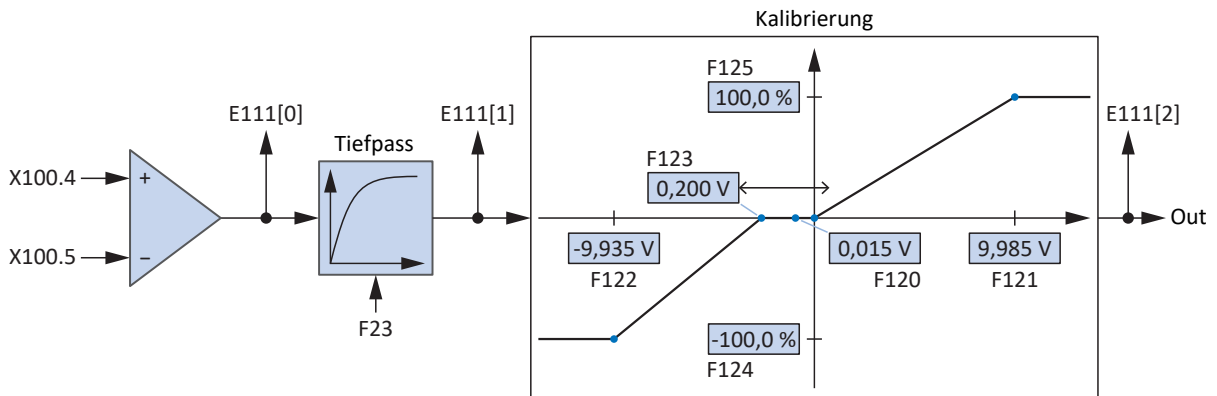 Kalibrierung
F125
100,0 %
E111[0]
E111[1]
E111[2]
Tiefpass
F123
0,200 V
X100.4
+
Out
X100.5
−
-9,935 V
0,015 V
9,985 V
F122
F120
F121
F23
-100,0 %
F124